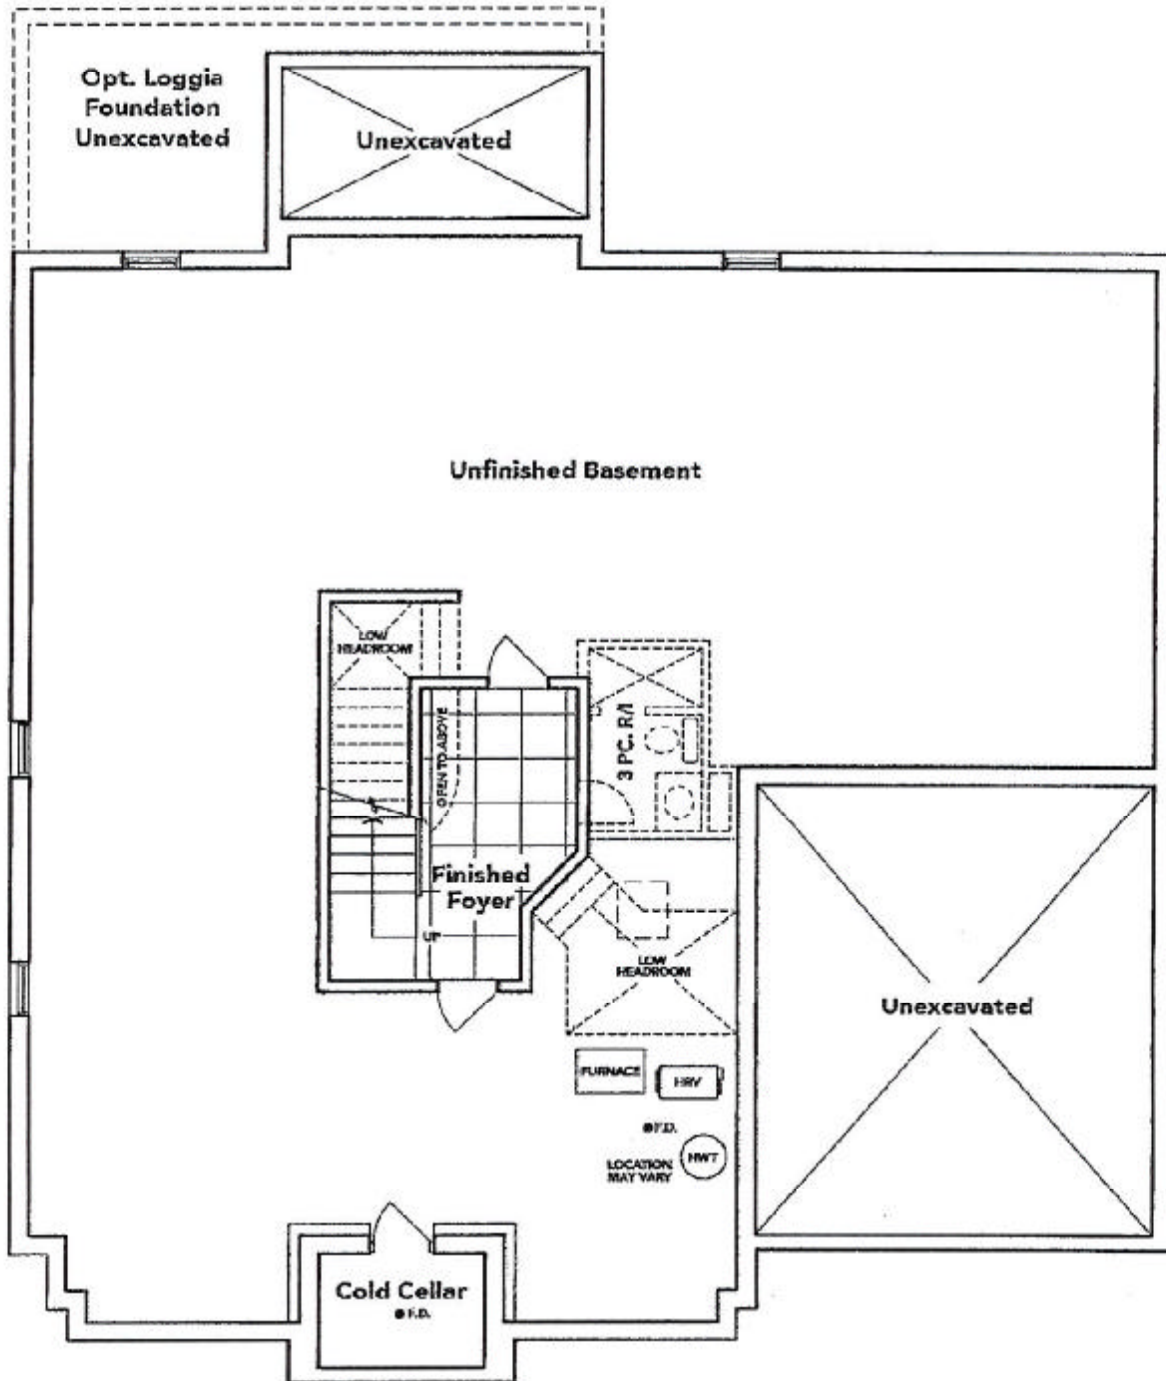 Opt. Loggia
Foundation
Unexcavated
Unexcavated
Unfinished Basement
LOW
HEADROOM
OPEN TO ABOVE
3 PC. R/I
Finished
Foyer
UP
LOW
HEADROOM
Unexcavated
FURNACE
HRV
F.D.
HWT
LOCATION
MAY VARY
Cold Cellar
F.D.